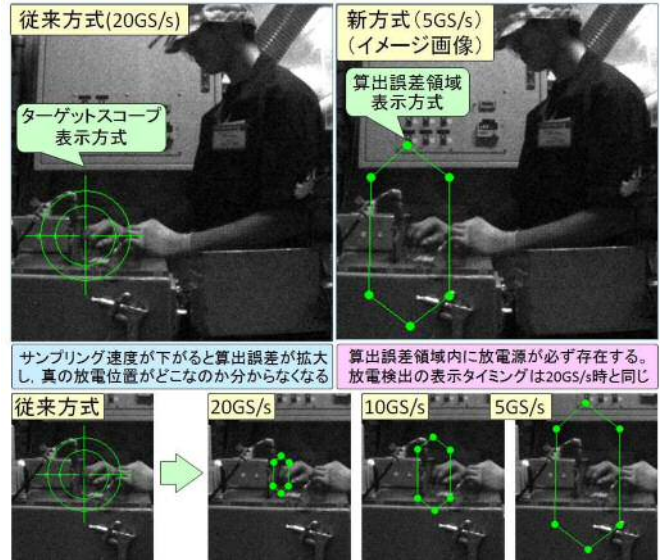 従来方式(20GS/s)
新方式(5GS/s)
(イメージ画像)
ターゲットスコープ
表示方式
算出誤差領域
表示方式
サンプリング速度が下がると算出誤差が拡大
し，真の放電位置がどこなのか分からなくなる
算出誤差領域内に放電源が必ず存在する。
放電検出の表示タイミングは20GS/s時と同じ
従来方式
20GS/s
10GS/s
5GS/s